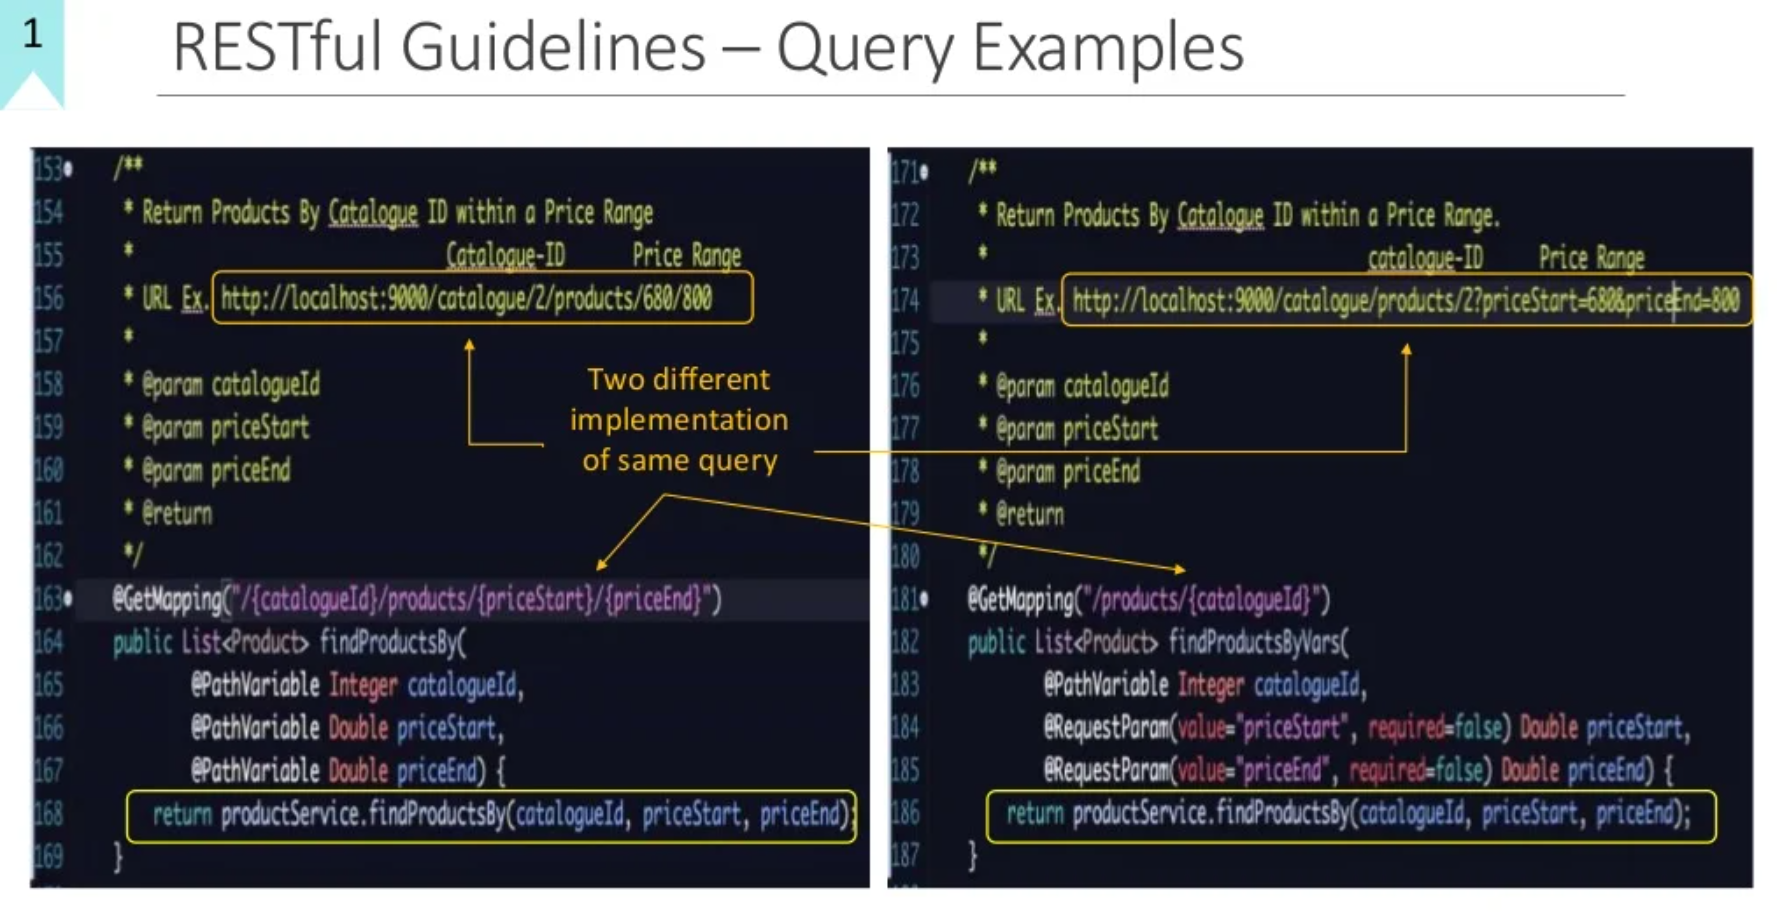 1
RESTful Guidelines – Query Examples
153 /**
154 * Return Products By Catalogue ID within a Price Range
155 * Catalogue-ID Price Range
156 * URL Ex. http://localhost:9000/catalogue/2/products/680/800
157 *
158 * @param catalogueId
159 * @param priceStart
160 * @param priceEnd
161 * @return
162 */
163 @GetMapping("/{catalogueId}/products/{priceStart}/{priceEnd}")
164 public List<Product> findProductsBy(
165 @PathVariable Integer catalogueId,
166 @PathVariable Double priceStart,
167 @PathVariable Double priceEnd) {
168 return productService.findProductsBy(catalogueId, priceStart, priceEnd);
169 }
Two different
implementation
of same query
171 /**
172 * Return Products By Catalogue ID within a Price Range.
173 * catalogue-ID Price Range
174 * URL Ex. http://localhost:9000/catalogue/products/2?priceStart=680&priceEnd=800
175 *
176 * @param catalogueId
177 * @param priceStart
178 * @param priceEnd
179 * @return
180 */
181 @GetMapping("/products/{catalogueId}")
182 public List<Product> findProductsByVars(
183 @PathVariable Integer catalogueId,
184 @RequestParam(value="priceStart", required=false) Double priceStart,
185 @RequestParam(value="priceEnd", required=false) Double priceEnd) {
186 return productService.findProductsBy(catalogueId, priceStart, priceEnd);
187 }